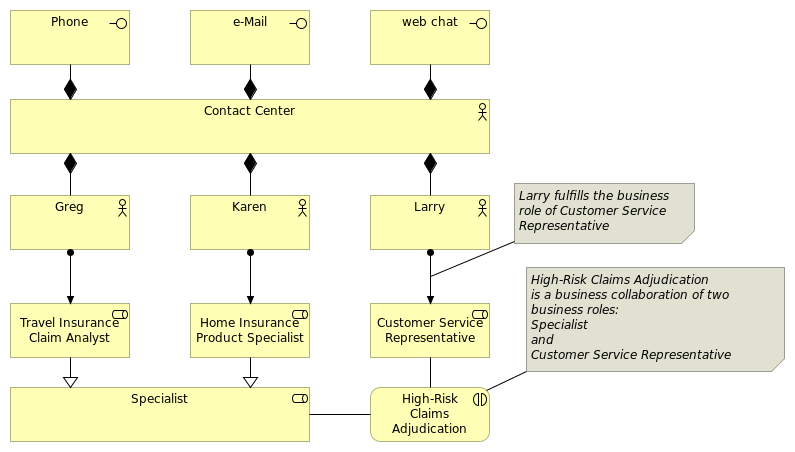 Phone
e-Mail
web chat
Contact Center
Greg
Karen
Larry
Larry fulfills the business
role of Customer Service
Representative
Travel Insurance
Claim Analyst
Home Insurance
Product Specialist
Customer Service
Representative
High-Risk Claims Adjudication
is a business collaboration of two
business roles:
Specialist
and
Customer Service Representative
Specialist
High-Risk
Claims
Adjudication